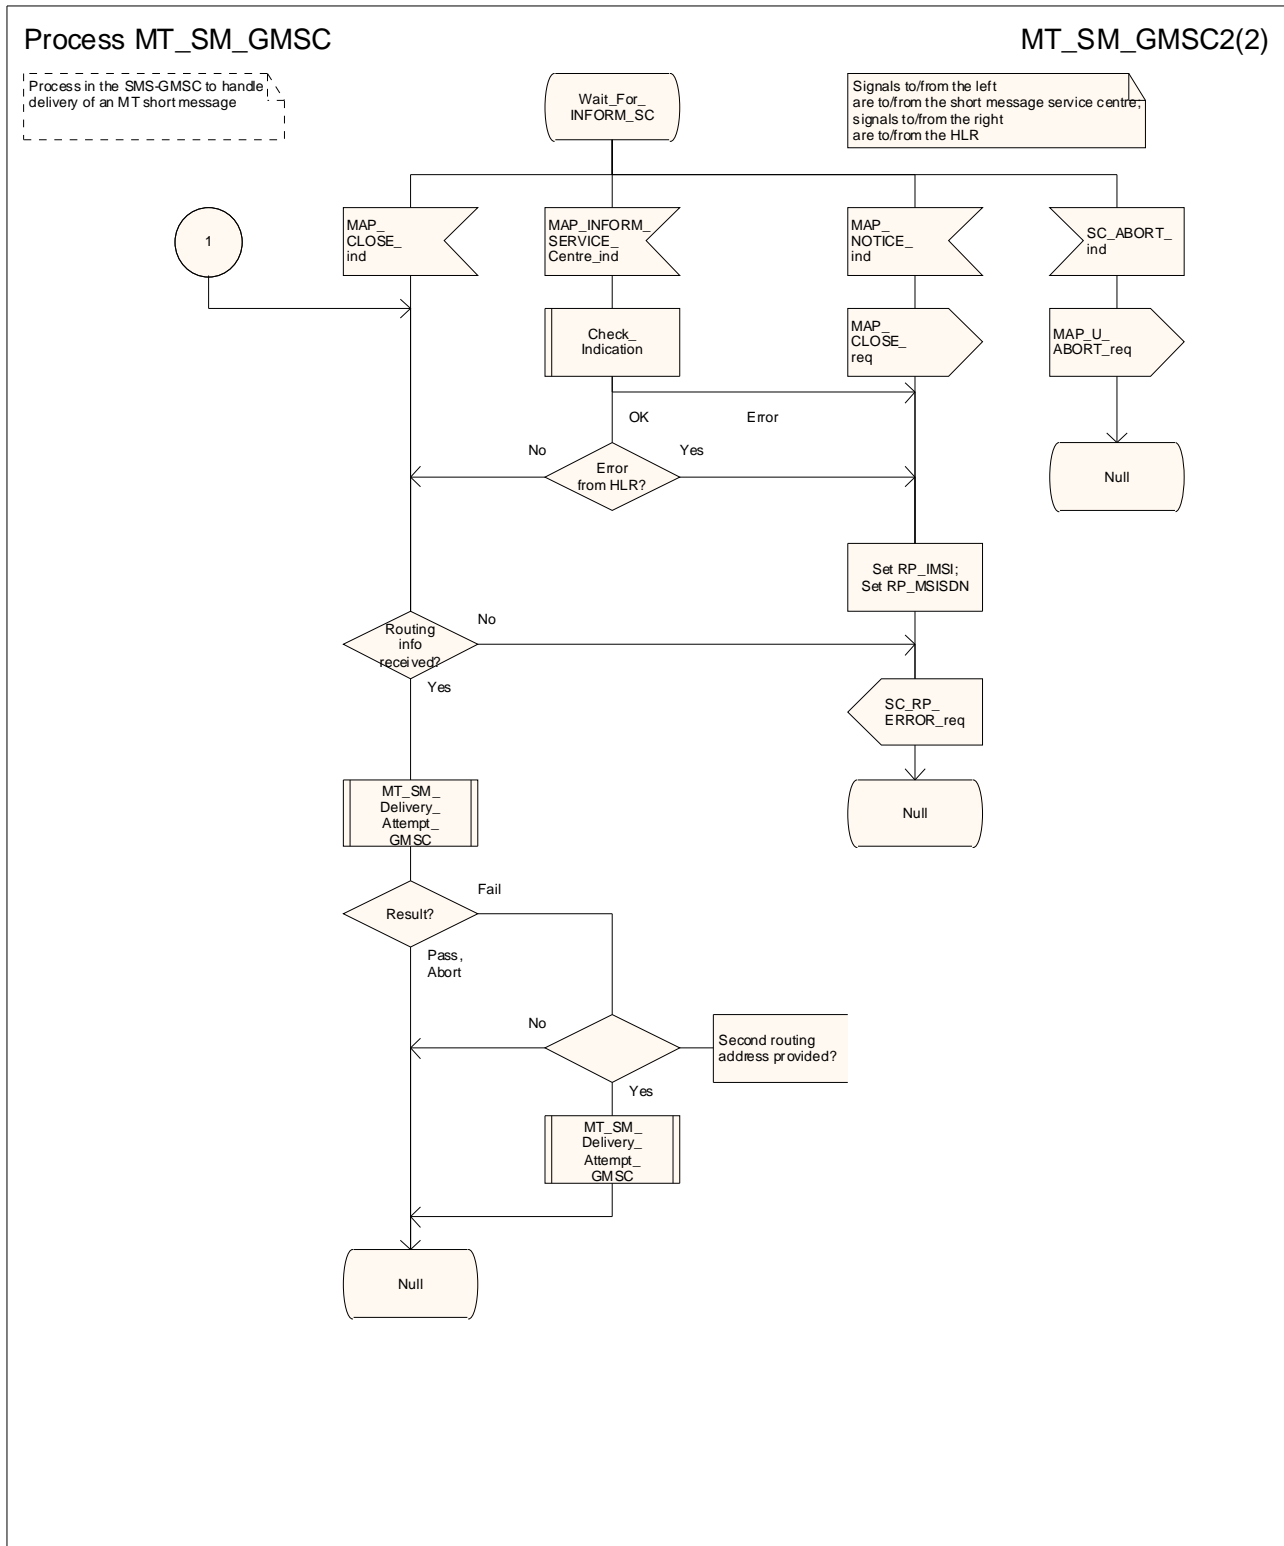 Process MT_SM_GMSC
MT_SM_GMSC2(2)
Process in the SMS-GMSC to handle
delivery of an MT short message
Wait_For_
INFORM_SC
Signals to/from the left
are to/from the short message service centre;
signals to/from the right
are to/from the HLR
1
MAP_
CLOSE_
ind
MAP_INFORM_
SERVICE_
Centre_ind
MAP_
NOTICE_
ind
SC_ABORT_
ind
Check_
Indication
MAP_
CLOSE_
req
MAP_U_
ABORT_req
OK
Error
No
Yes
Error
from HLR?
Null
Set RP_IMSI;
Set RP_MSISDN
No
Routing
info
received?
Yes
SC_RP_
ERROR_req
MT_SM_
Delivery_
Attempt_
GMSC
Null
Fail
Result?
Pass,
Abort
No
Second routing
address provided?
Yes
MT_SM_
Delivery_
Attempt_
GMSC
Null